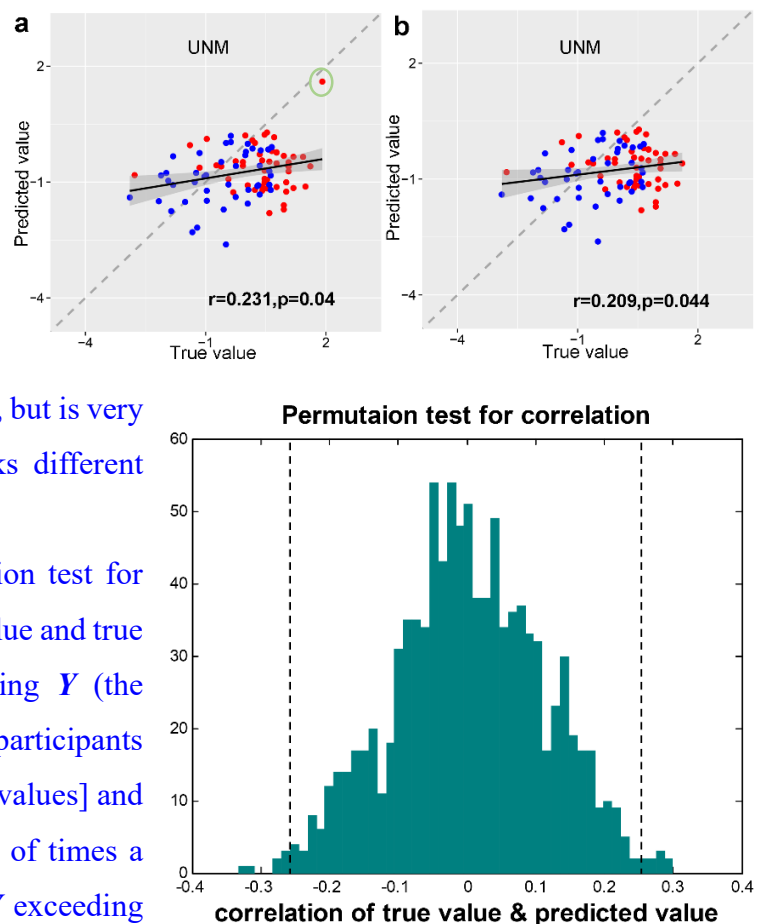 a
UNM
2
−1
−4
Predicted value
−4
−1
2
True value
r=0.231,p=0.04
b
UNM
2
−1
−4
Predicted value
−4
−1
2
True value
r=0.209,p=0.044
, but is very
ks different
ion test for
lue and true
ing Y (the
participants
values] and
of times a
Y exceeding
Permutaion test for correlation
60
50
40
30
20
10
0
-0.4
-0.3
-0.2
-0.1
0
0.1
0.2
0.3
0.4
correlation of true value & predicted value